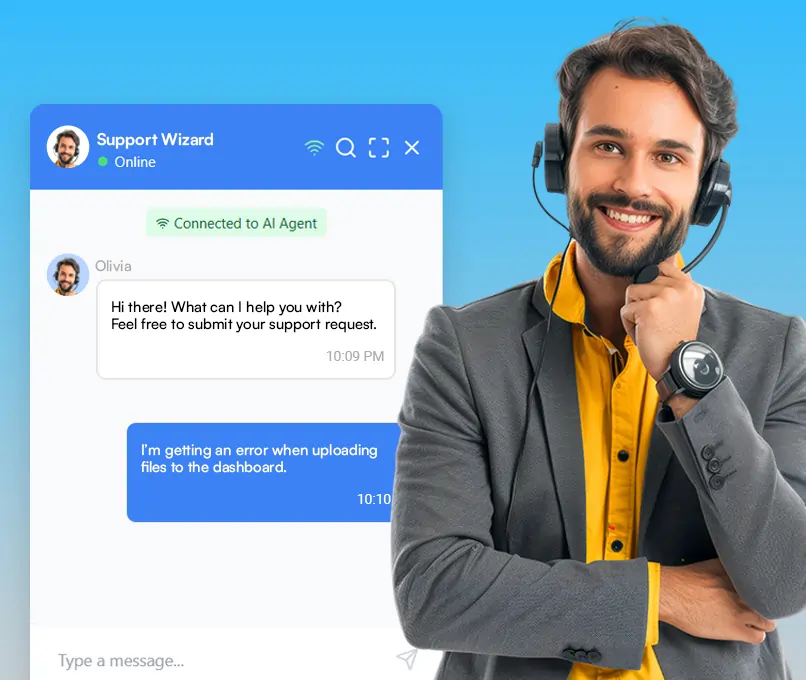 Support Wizard
Online
Connected to AI Agent
Olivia
Hi there! What can I help you with?
Feel free to submit your support request.
10:09 PM
I'm getting an error when uploading
files to the dashboard.
10:10
Type a message...